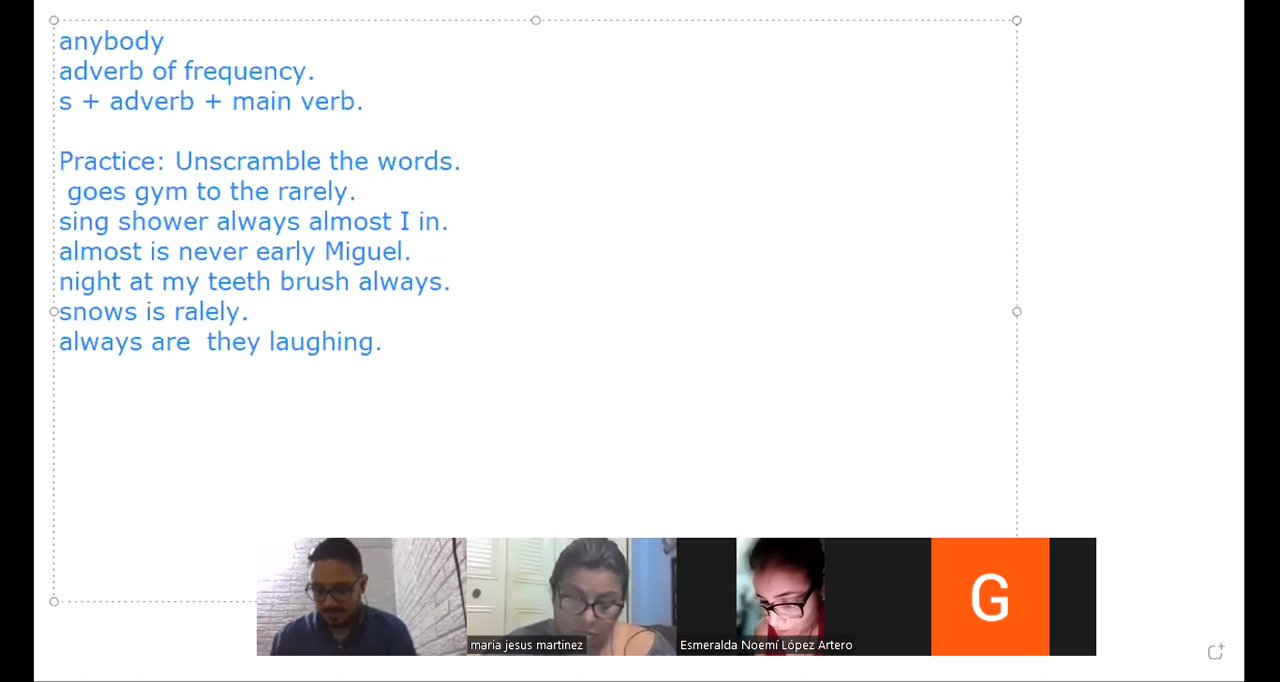 anybody
adverb of frequency.
s + adverb + main verb.
Practice: Unscramble the words.
goes gym to the rarely.
sing shower always almost I in.
almost is never early Miguel.
night at my teeth brush always.
snows is ralely.
always are  they laughing.
maria jesus martinez
Esmeralda Noemí López Artero
G